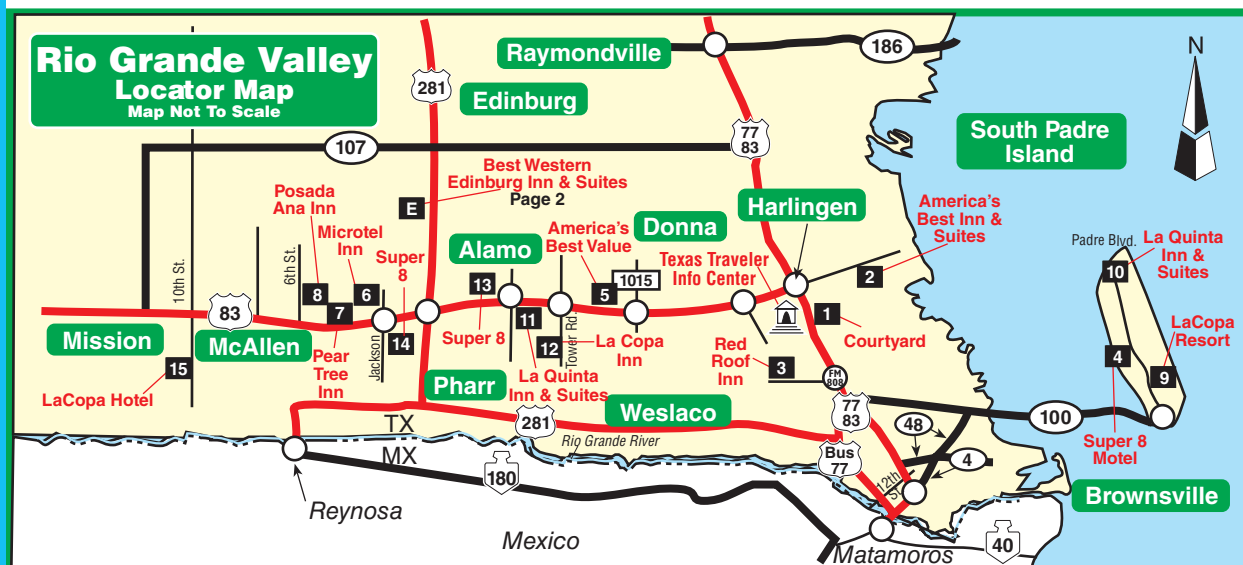 Rio Grande Valley
Locator Map
Map Not To Scale
Raymondville
186
N
281
Edinburg
77
83
South Padre
Island
107
Best Western
Edinburg Inn & Suites
Page 2
E
Posada
Ana Inn
Microtel
Inn
Super
8
Alamo
America's
Best Value
Donna
Harlingen
America's
Best Inn &
Suites
Texas Traveler
Info Center
Padre Blvd.
La Quinta
Inn &
Suites
10th St.
6th St.
8
7
6
13
5
1015
2
10
83
Mission
McAllen
Jackson
14
Super 8
11
12
Tower Rd.
La Copa
Inn
1
Courtyard
15
LaCopa Hotel
Pear
Tree
Inn
Pharr
La Quinta
Inn & Suites
Red
Roof
Inn
3
FM
808
4
9
LaCopa
Resort
Weslaco
77
83
100
Super 8
Motel
TX
MX
281
Rio Grande River
Bus
77
48
4
12th
St.
180
Brownsville
Reynosa
Mexico
Matamoros
40